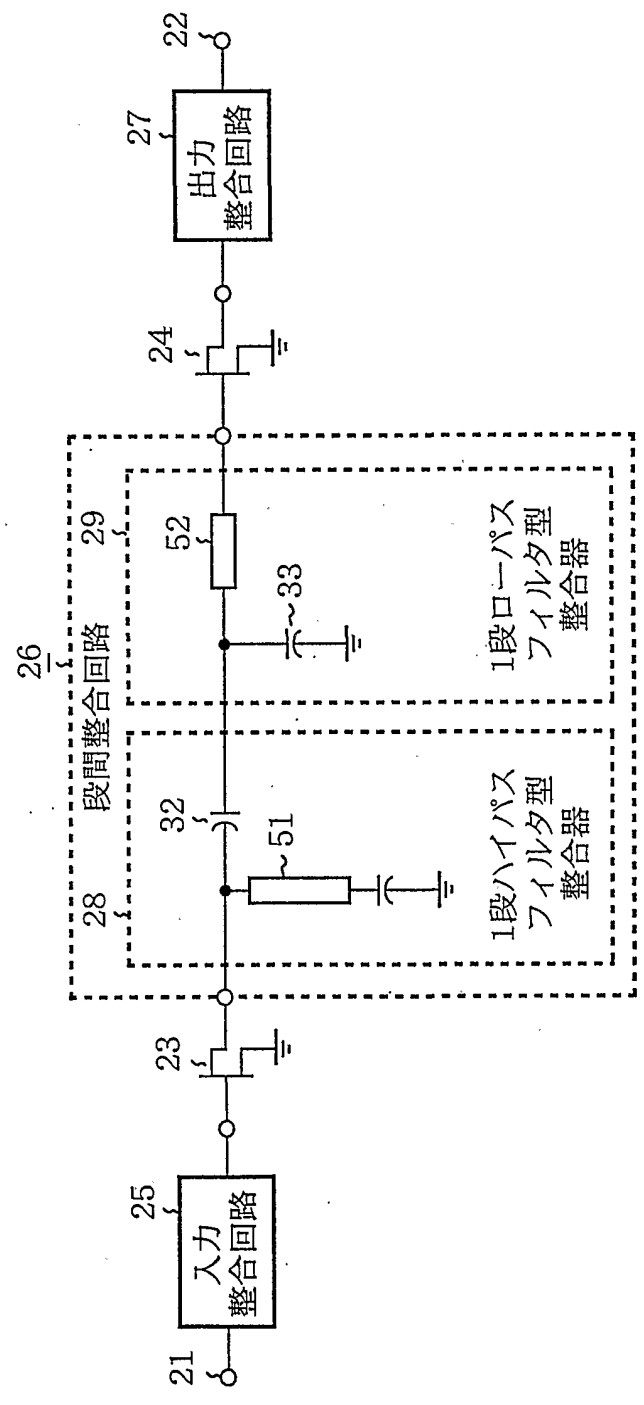 26
段間整合回路
28
29
21
25
入力
整合回路
23
32
51
1段ハイパス
フィルタ型
整合器
52
33
1段ローパス
フィルタ型
整合器
24
27
出力
整合回路
22